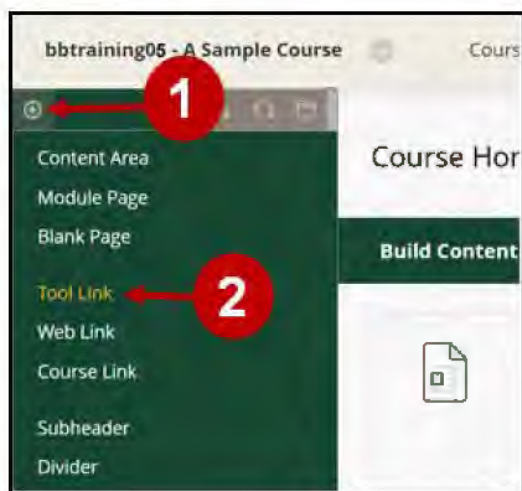 bbtraining05 - A Sample Course
Cours
1
Content Area
Module Page
Blank Page
Tool Link
2
Web Link
Course Link
Subheader
Divider
Course Hor
Build Content